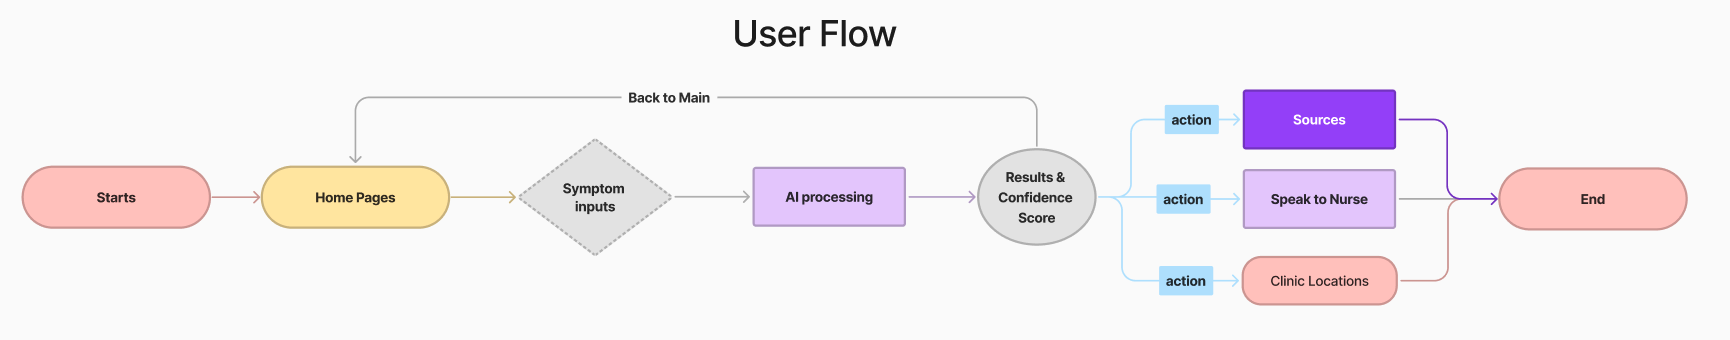 User Flow
Back to Main
Starts
Home Pages
Symptom
inputs
AI processing
Results &
Confidence
Score
action
Sources
action
Speak to Nurse
action
Clinic Locations
End